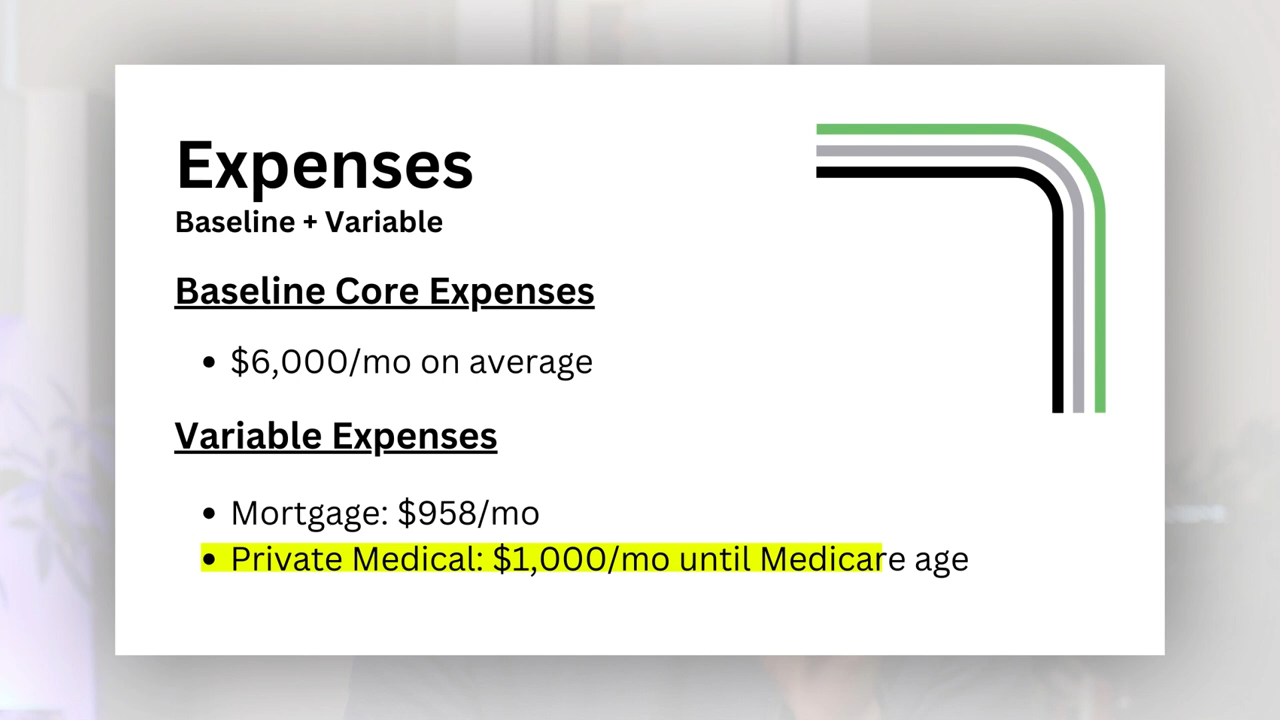 Expenses
Baseline + Variable
Baseline Core Expenses
• $6,000/mo on average
Variable Expenses
• Mortgage: $958/mo
• Private Medical: $1,000/mo until Medicare age